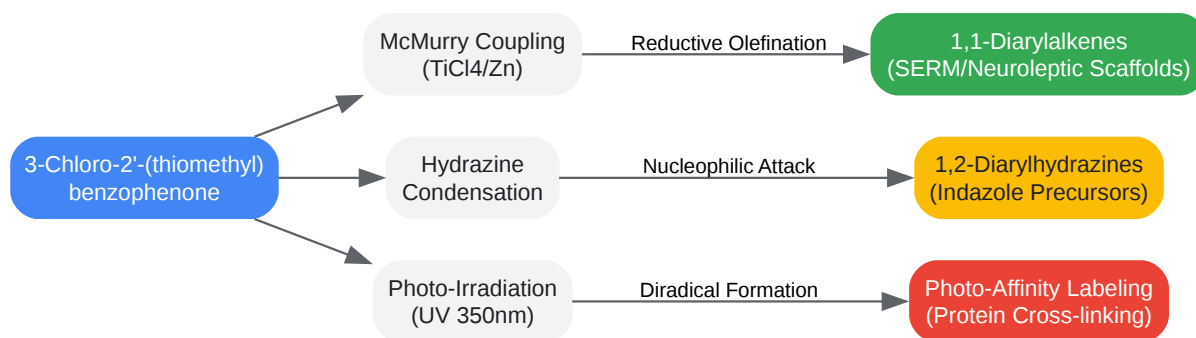 3-Chloro-2'-(thiomethyl)
benzophenone
McMurry Coupling
(TiCl4/Zn)
Reductive Olefination
1,1-Diarylalkenes
(SERM/Neuroleptic Scaffolds)
Hydrazine
Condensation
Nucleophilic Attack
1,2-Diarylhydrazines
(Indazole Precursors)
Photo-Irradiation
(UV 350nm)
Diradical Formation
Photo-Affinity Labeling
(Protein Cross-linking)